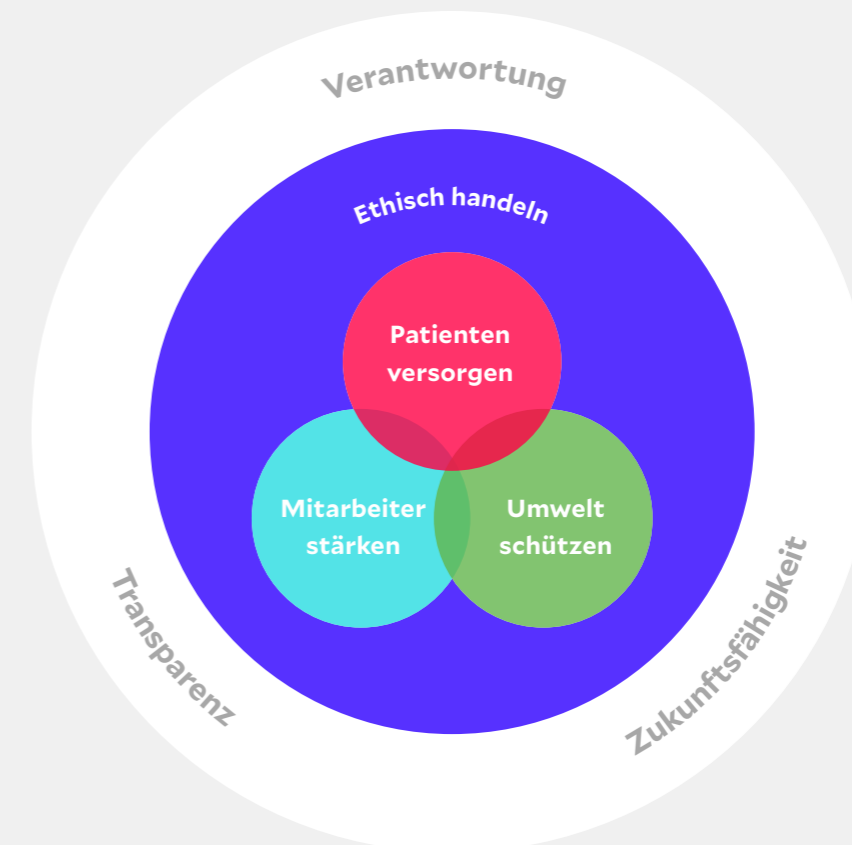 Verantwortung
Ethisch handeln
Patienten
versorgen
Mitarbeiter
stärken
Umwelt
schützen
Transparenz
Zukunftsfähigkeit